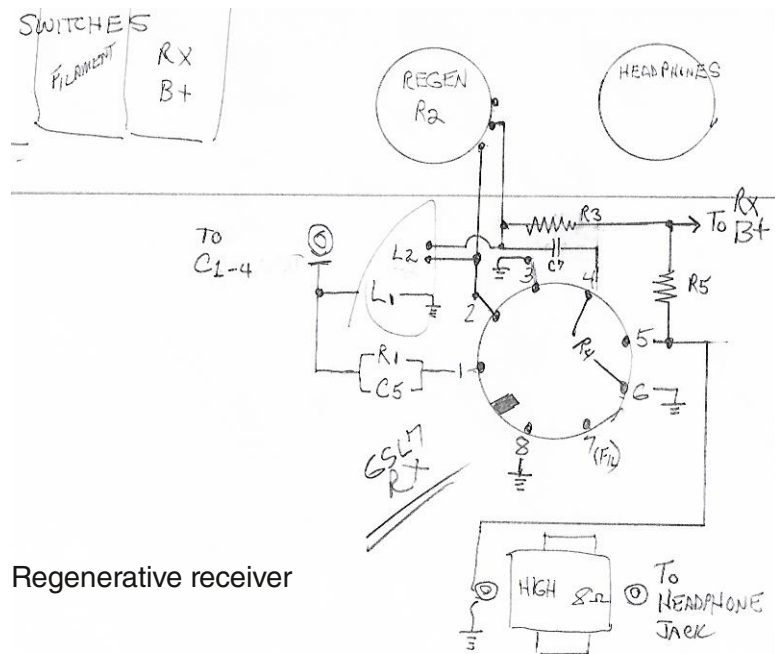 SWITCHES
FILAMENT
RX
B+
REGEN
R2
HEADPHONES
R3
To
Rx
B+
TO
C1-4
L2
C7
L1
2
3
4
R5
R4
5
R1
C5
1
6
8
7 (FIL)
6SL7
RX
Regenerative receiver
HIGH
8Ω
To
HEADPHONE
JACK